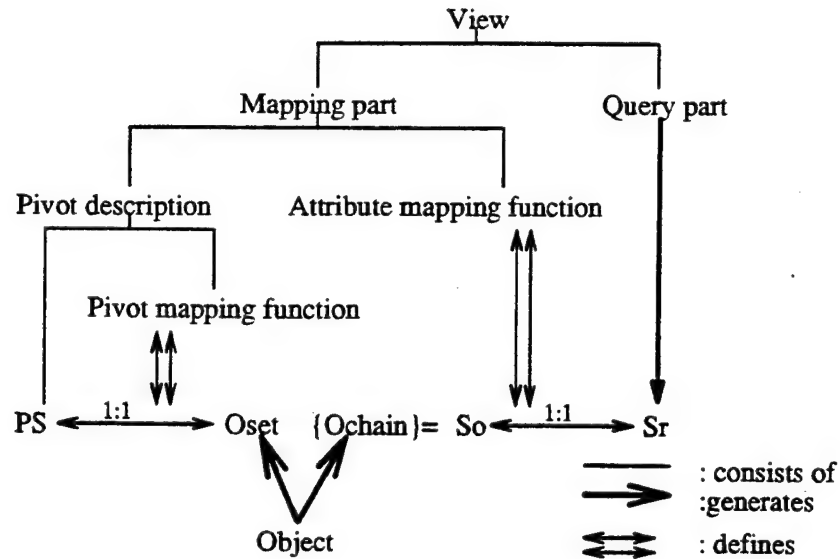 View
Mapping part
Query part
Pivot description
Attribute mapping function
Pivot mapping function
PS
1:1
Oset
{Ochain}= So
1:1
Sr
: consists of
:generates
Object
: defines